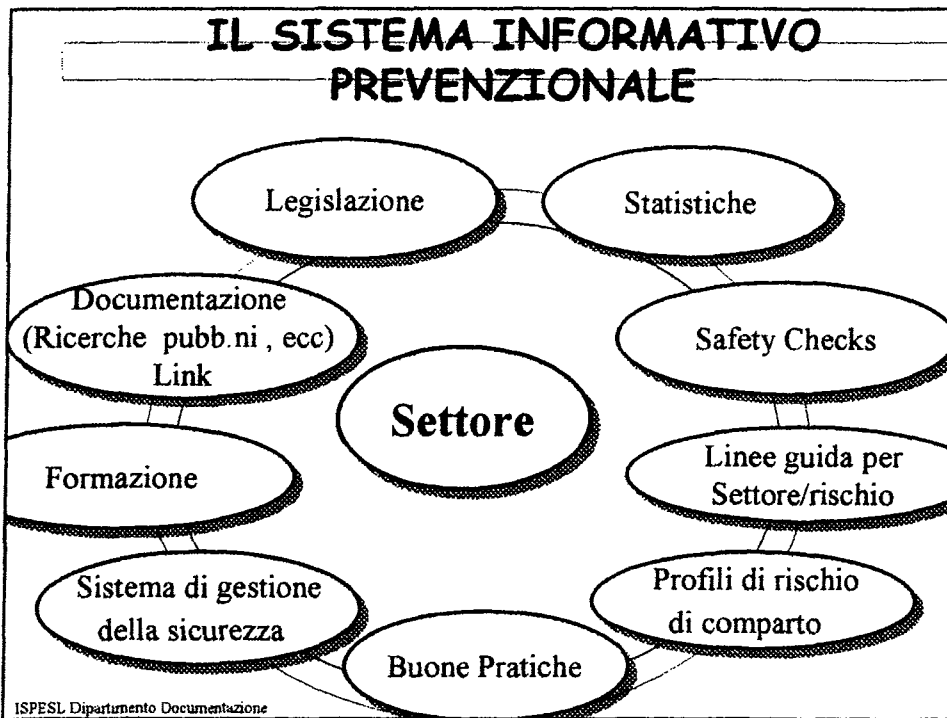 IL SISTEMA INFORMATIVO
PREVENZIONALE
Legislazione
Statistiche
Documentazione
(Ricerche pubb.ni , ecc)
Link
Safety Checks
Settore
Formazione
Linee guida per
Settore/rischio
Sistema di gestione
della sicurezza
Profili di rischio
di comparto
Buone Pratiche
ISPESL Dipartimento Documentazione